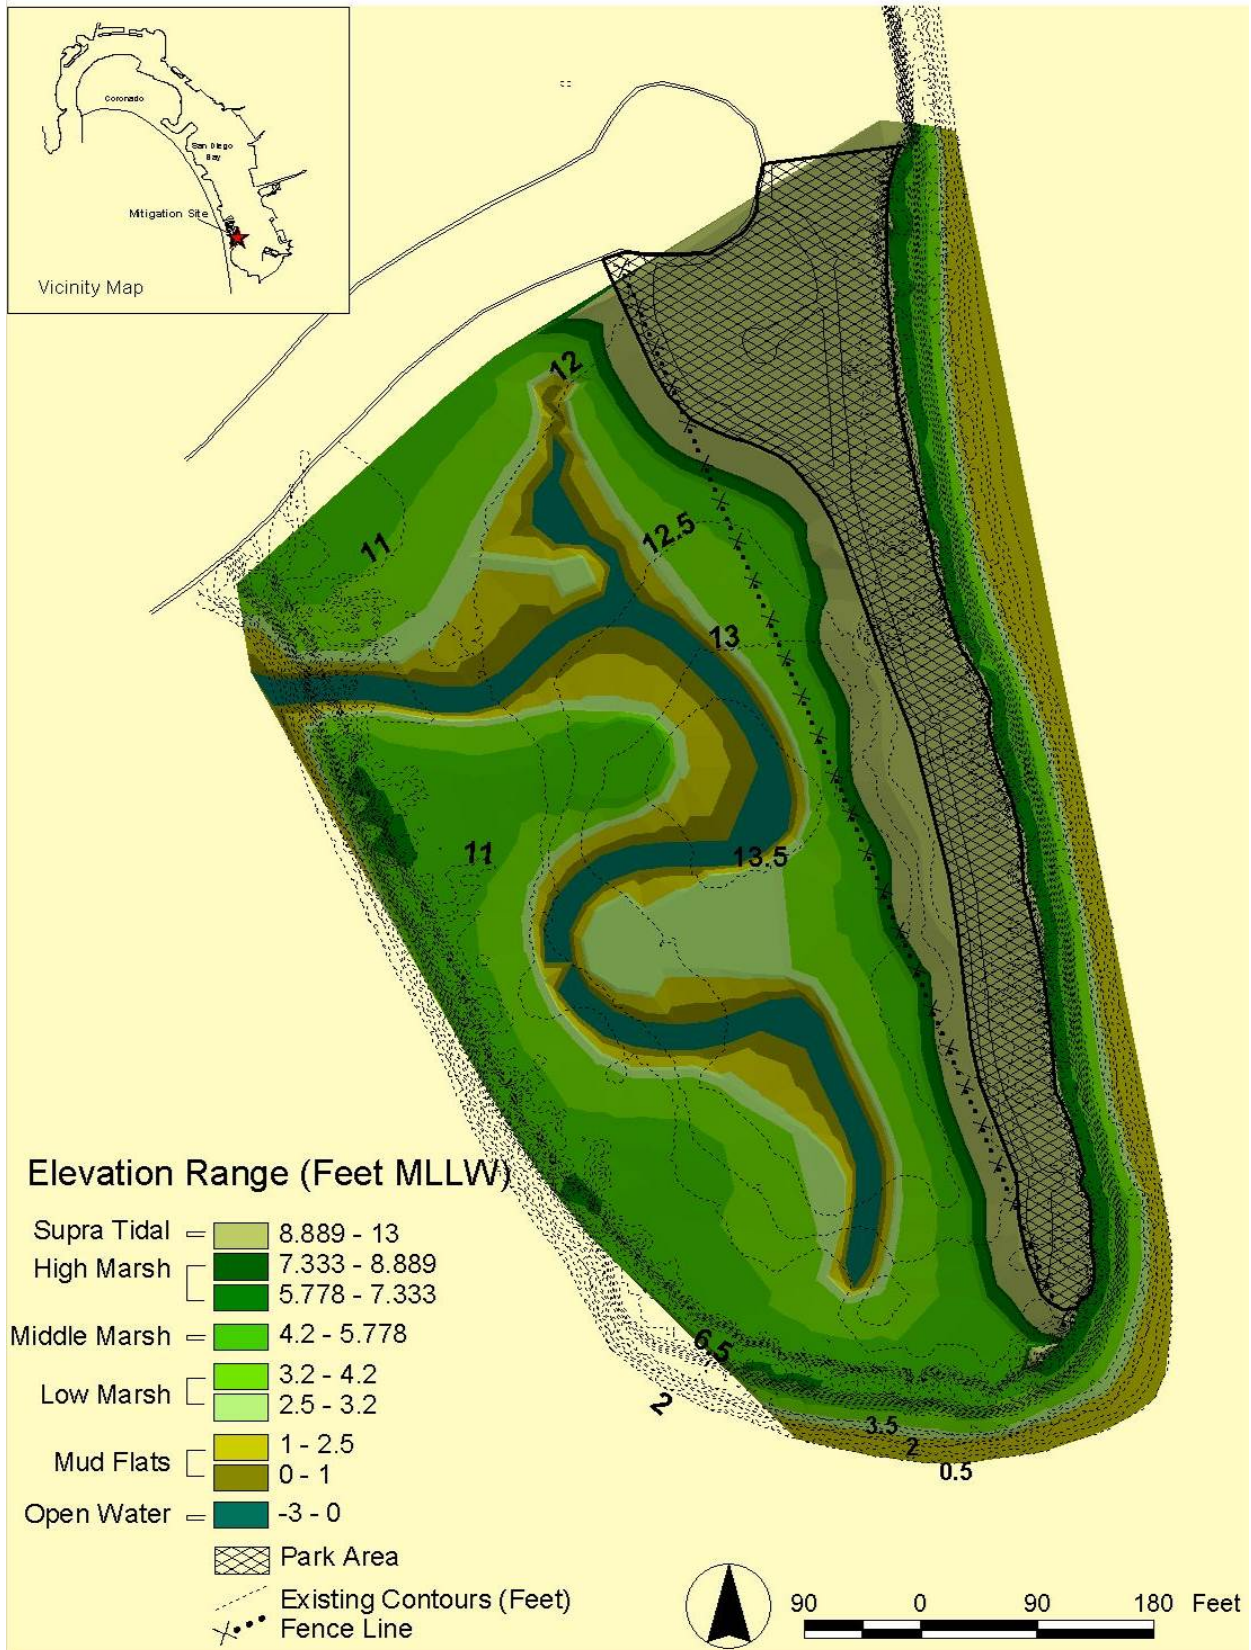 Coronado
San Diego
Bay
Mitigation Site
Vicinity Map
12
11
12.5
13
11
13.5
6.5
2
3.5
2
0.5
Elevation Range (Feet MLLW)
Supra Tidal 8.889 - 13
High Marsh 7.333 - 8.889
5.778 - 7.333
Middle Marsh 4.2 - 5.778
Low Marsh 3.2 - 4.2
2.5 - 3.2
Mud Flats 1 - 2.5
0 - 1
Open Water -3 - 0
Park Area
Existing Contours (Feet)
Fence Line
90 0 90 180 Feet